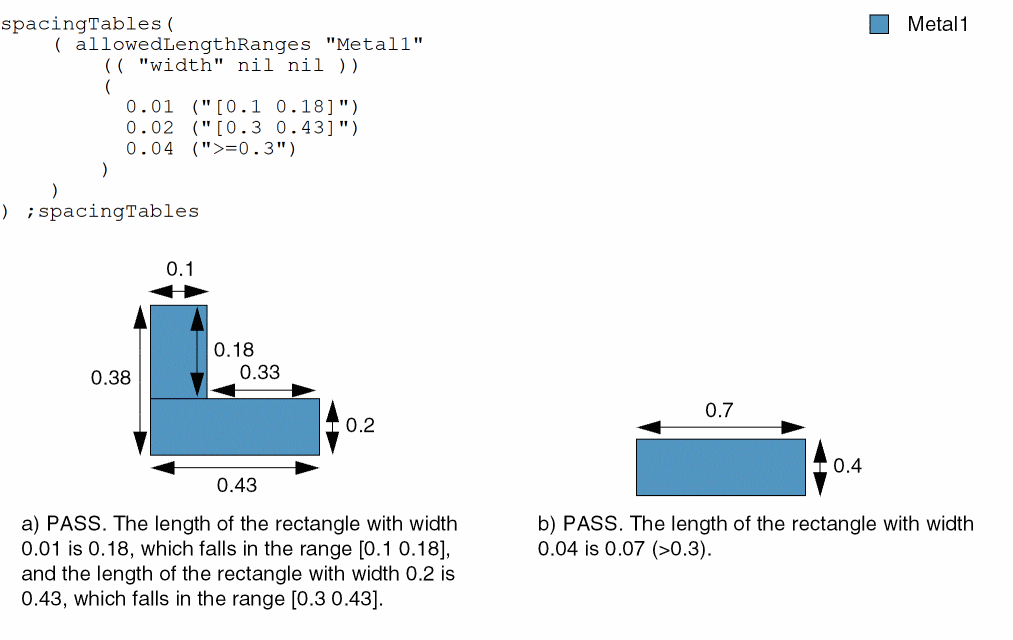 spacingTables(
( allowedLengthRanges "Metal1"
(( "width" nil nil ))
(
0.01 ("[0.1 0.18]")
0.02 ("[0.3 0.43]")
0.04 (">=0.3")
)
)
) ;spacingTables
Metal1
0.1
0.18
0.33
0.38
0.2
0.43
0.7
0.4
a) PASS. The length of the rectangle with width
0.01 is 0.18, which falls in the range [0.1 0.18],
and the length of the rectangle with width 0.2 is
0.43, which falls in the range [0.3 0.43].
b) PASS. The length of the rectangle with width
0.04 is 0.07 (>0.3).